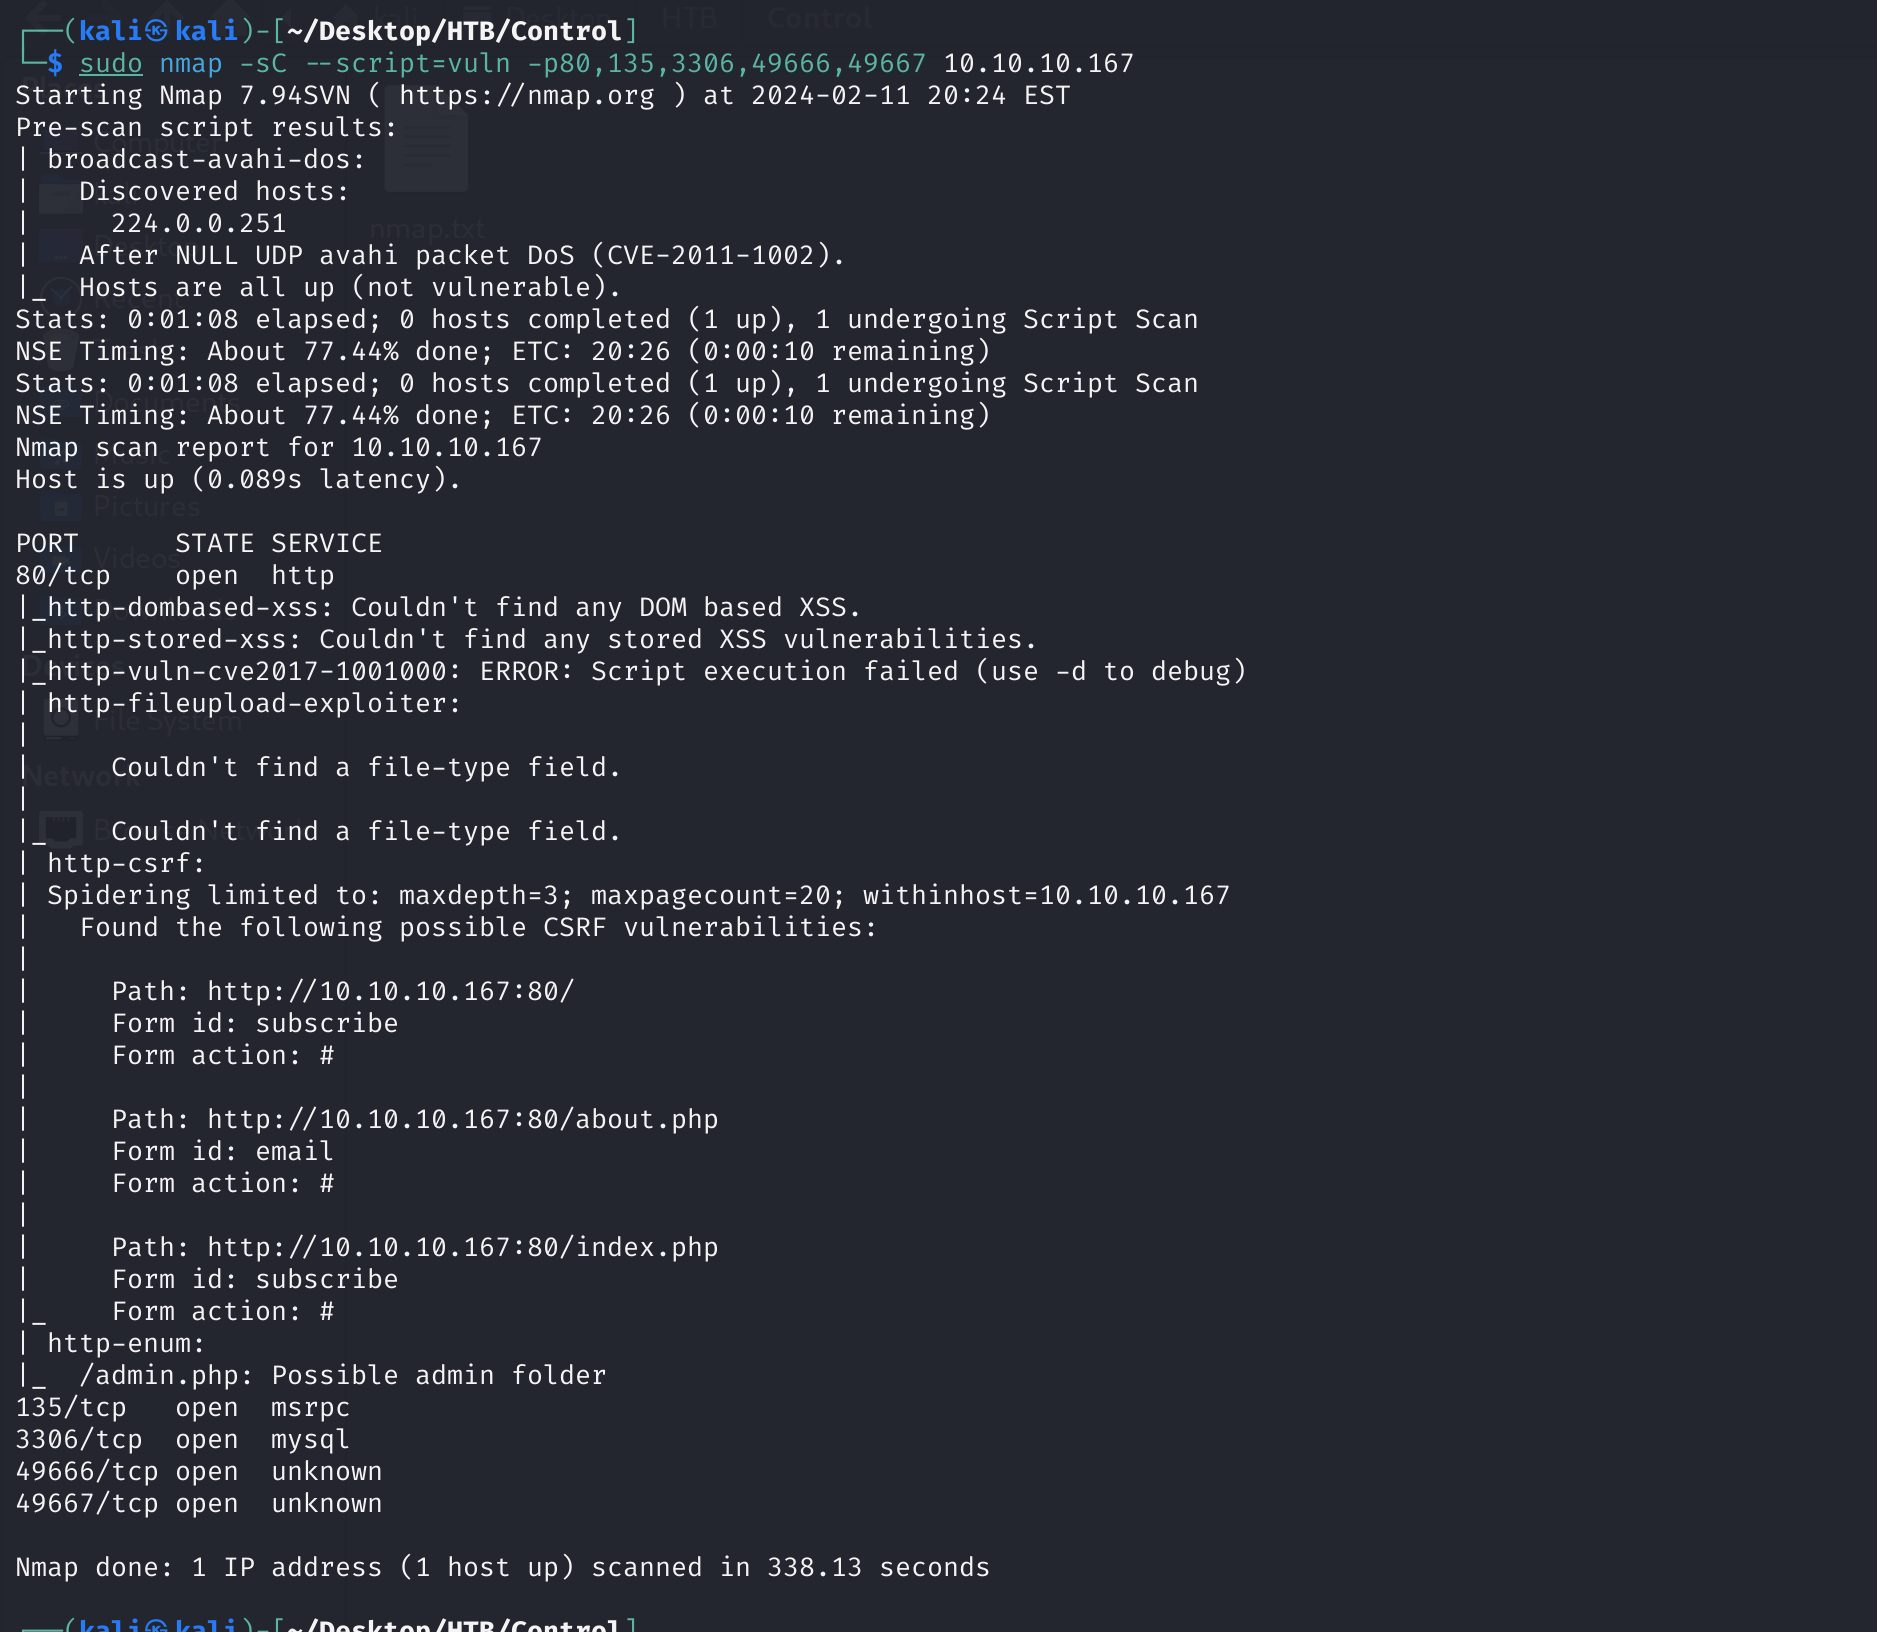 ┌──(kali㉿kali)-[~/Desktop/HTB/Control]
└─$ sudo nmap -sC --script=vuln -p80,135,3306,49666,49667 10.10.10.167
Starting Nmap 7.94SVN ( https://nmap.org ) at 2024-02-11 20:24 EST
Pre-scan script results:
| broadcast-avahi-dos:
|   Discovered hosts:
|     224.0.0.251
|   After NULL UDP avahi packet DoS (CVE-2011-1002).
|_  Hosts are all up (not vulnerable).
Stats: 0:01:08 elapsed; 0 hosts completed (1 up), 1 undergoing Script Scan
NSE Timing: About 77.44% done; ETC: 20:26 (0:00:10 remaining)
Stats: 0:01:08 elapsed; 0 hosts completed (1 up), 1 undergoing Script Scan
NSE Timing: About 77.44% done; ETC: 20:26 (0:00:10 remaining)
Nmap scan report for 10.10.10.167
Host is up (0.089s latency).

PORT      STATE SERVICE
80/tcp    open  http
|_http-dombased-xss: Couldn't find any DOM based XSS.
|_http-stored-xss: Couldn't find any stored XSS vulnerabilities.
|_http-vuln-cve2017-1001000: ERROR: Script execution failed (use -d to debug)
| http-fileupload-exploiter:
|
|     Couldn't find a file-type field.
|
|_    Couldn't find a file-type field.
| http-csrf:
| Spidering limited to: maxdepth=3; maxpagecount=20; withinhost=10.10.10.167
|   Found the following possible CSRF vulnerabilities:
|
|     Path: http://10.10.10.167:80/
|     Form id: subscribe
|     Form action: #
|
|     Path: http://10.10.10.167:80/about.php
|     Form id: email
|     Form action: #
|
|     Path: http://10.10.10.167:80/index.php
|     Form id: subscribe
|_    Form action: #
| http-enum:
|_  /admin.php: Possible admin folder
135/tcp   open  msrpc
3306/tcp  open  mysql
49666/tcp open  unknown
49667/tcp open  unknown

Nmap done: 1 IP address (1 host up) scanned in 338.13 seconds

┌──(kali㉿kali)-[~/Desktop/HTB/Control]
HTB
Control
Computer
nmap.txt
Documents
Pictures
Videos
File System
Network